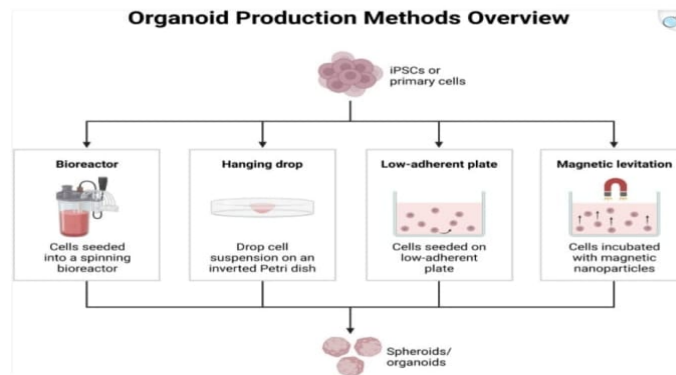 Organoid Production Methods Overview
iPSCs or
primary cells
Bioreactor
Cells seeded
into a spinning
bioreactor
Hanging drop
Drop cell
suspension on an
inverted Petri dish
Low-adherent plate
Cells seeded on
low-adherent
plate
Magnetic levitation
Cells incubated
with magnetic
nanoparticles
Spheroids/
organoids